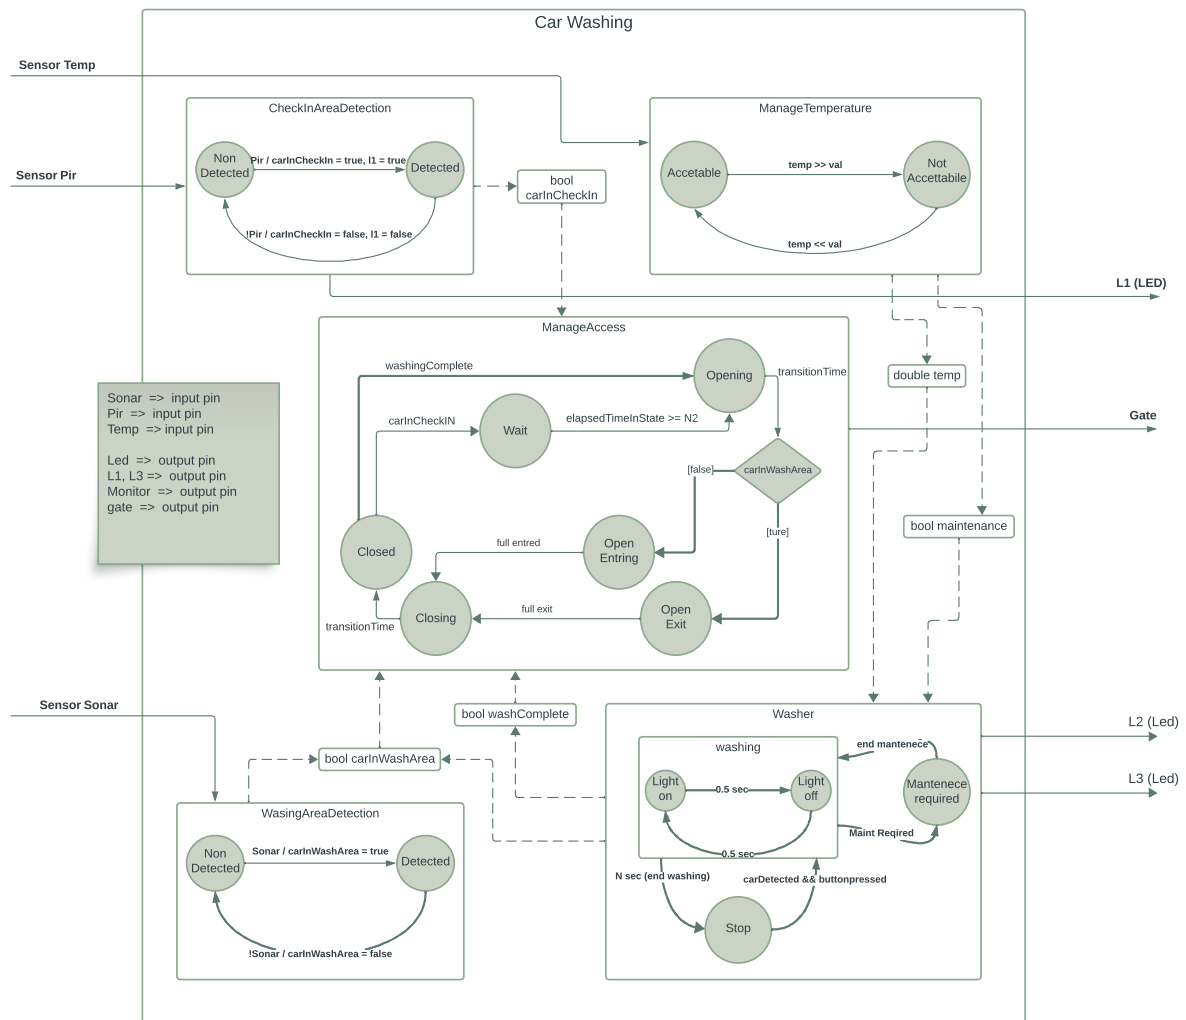 Car Washing
Sensor Temp
CheckInAreaDetection
ManageTemperature
Non
Detected
Pir / carInCheckIn = true, l1 = true
Detected
!Pir / carInCheckIn = false, l1 = false
Sensor Pir
bool
carInCheckIn
Accetable
temp >> val
Not
Accettabile
temp << val
L1 (LED)
ManageAccess
washingComplete
Opening
transitionTime
double temp
Sonar => input pin
Pir => input pin
Temp => input pin
Led => output pin
L1, L3 => output pin
Monitor => output pin
gate => output pin
carInCheckIN
Wait
elapsedTimeInState >= N2
Gate
[false]
carInWashArea
[ture]
bool maintenance
Closed
full entred
Open
Entring
Closing
full exit
Open
Exit
transitionTime
Sensor Sonar
bool washComplete
Washer
L2 (Led)
bool carInWashArea
washing
end mantenece
Light
on
0.5 sec
Light
off
Mantenece
required
L3 (Led)
WasingAreaDetection
Maint Reqired
0.5 sec
Non
Detected
Sonar / carInWashArea = true
Detected
N sec (end washing)
carDetected && buttonpressed
Stop
!Sonar / carInWashArea = false